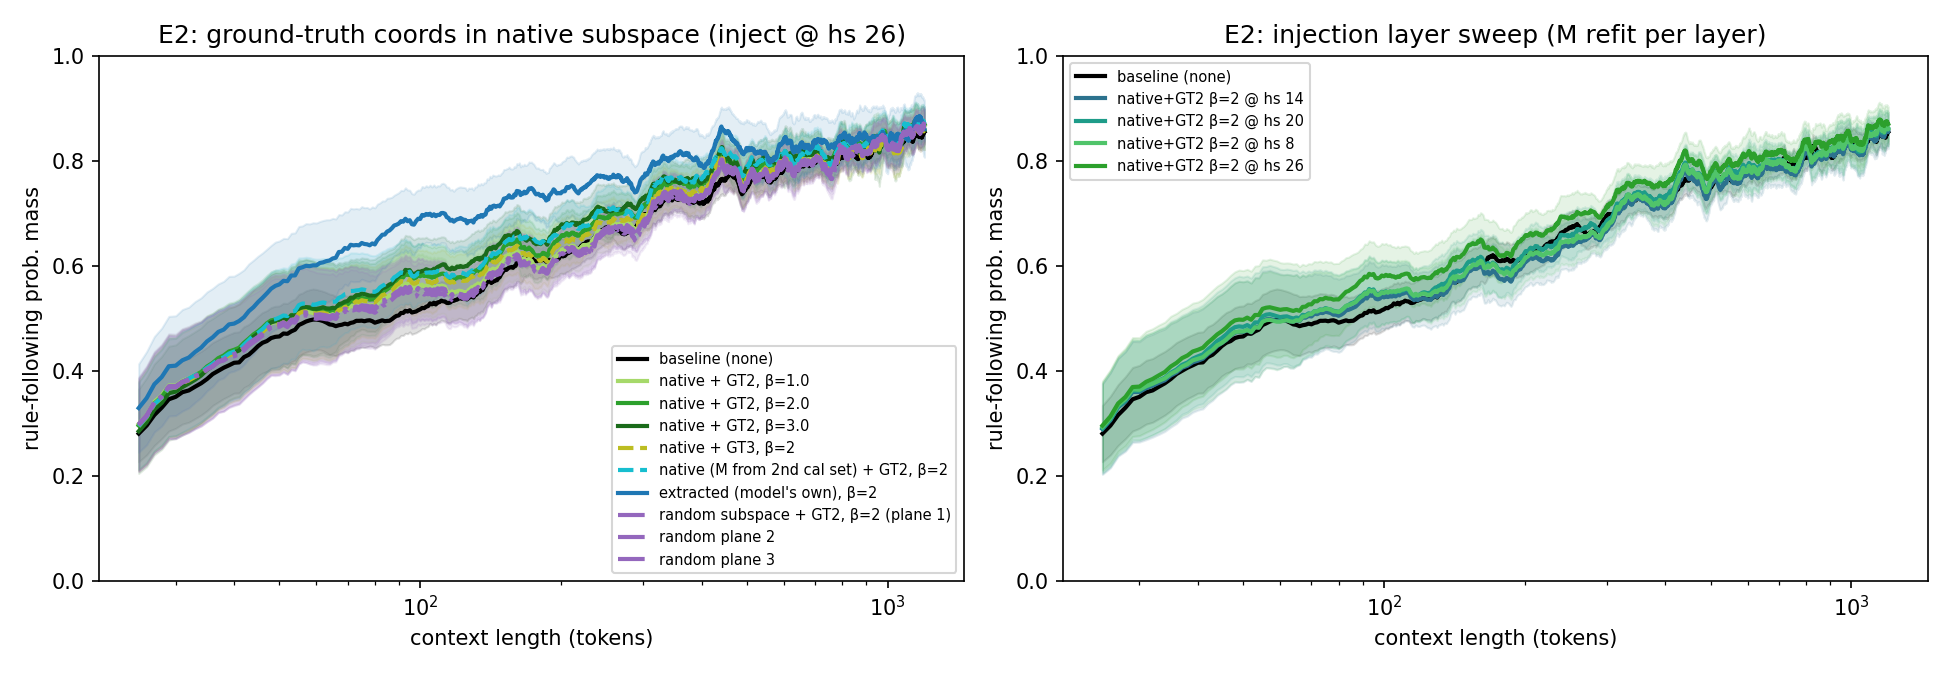 E2: ground-truth coords in native subspace (inject @ hs 26)
rule-following prob. mass
1.0
0.8
0.6
0.4
0.2
0.0
baseline (none)
native + GT2, β=1.0
native + GT2, β=2.0
native + GT2, β=3.0
native + GT3, β=2
native (M from 2nd cal set) + GT2, β=2
extracted (model's own), β=2
random subspace + GT2, β=2 (plane 1)
random plane 2
random plane 3
10²
10³
context length (tokens)
E2: injection layer sweep (M refit per layer)
rule-following prob. mass
1.0
0.8
0.6
0.4
0.2
0.0
baseline (none)
native+GT2 β=2 @ hs 14
native+GT2 β=2 @ hs 20
native+GT2 β=2 @ hs 8
native+GT2 β=2 @ hs 26
10²
10³
context length (tokens)